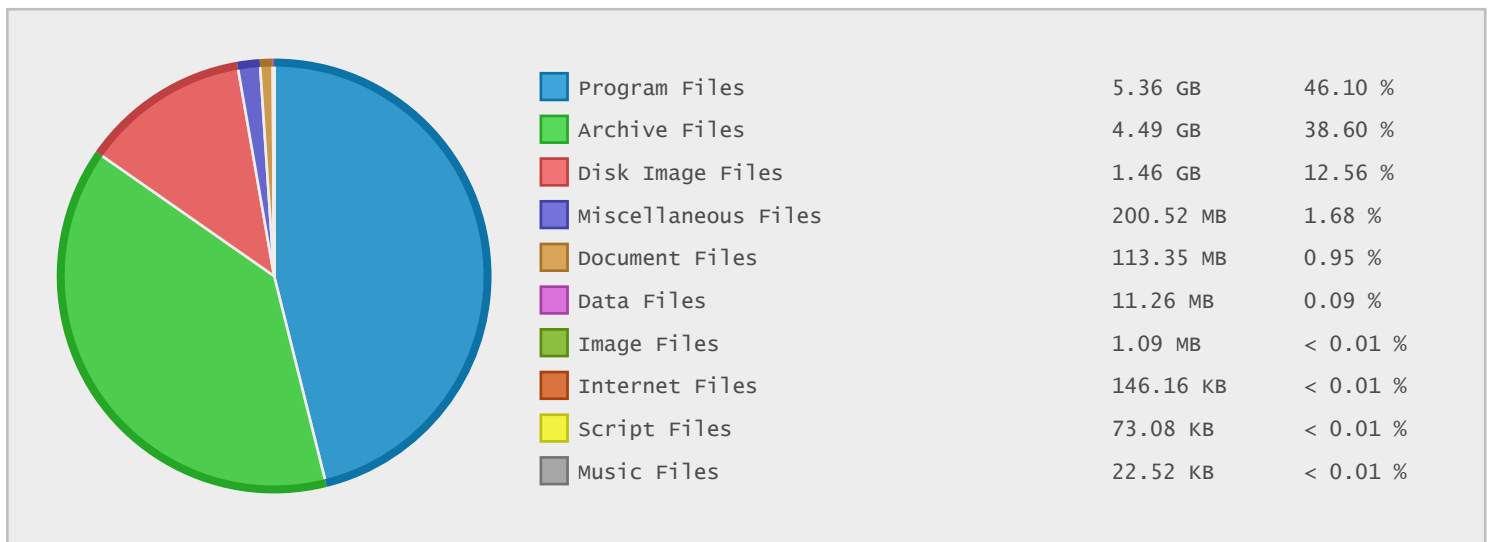 Program Files 5.36 GB 46.10 %
Archive Files 4.49 GB 38.60 %
Disk Image Files 1.46 GB 12.56 %
Miscellaneous Files 200.52 MB 1.68 %
Document Files 113.35 MB 0.95 %
Data Files 11.26 MB 0.09 %
Image Files 1.09 MB < 0.01 %
Internet Files 146.16 KB < 0.01 %
Script Files 73.08 KB < 0.01 %
Music Files 22.52 KB < 0.01 %